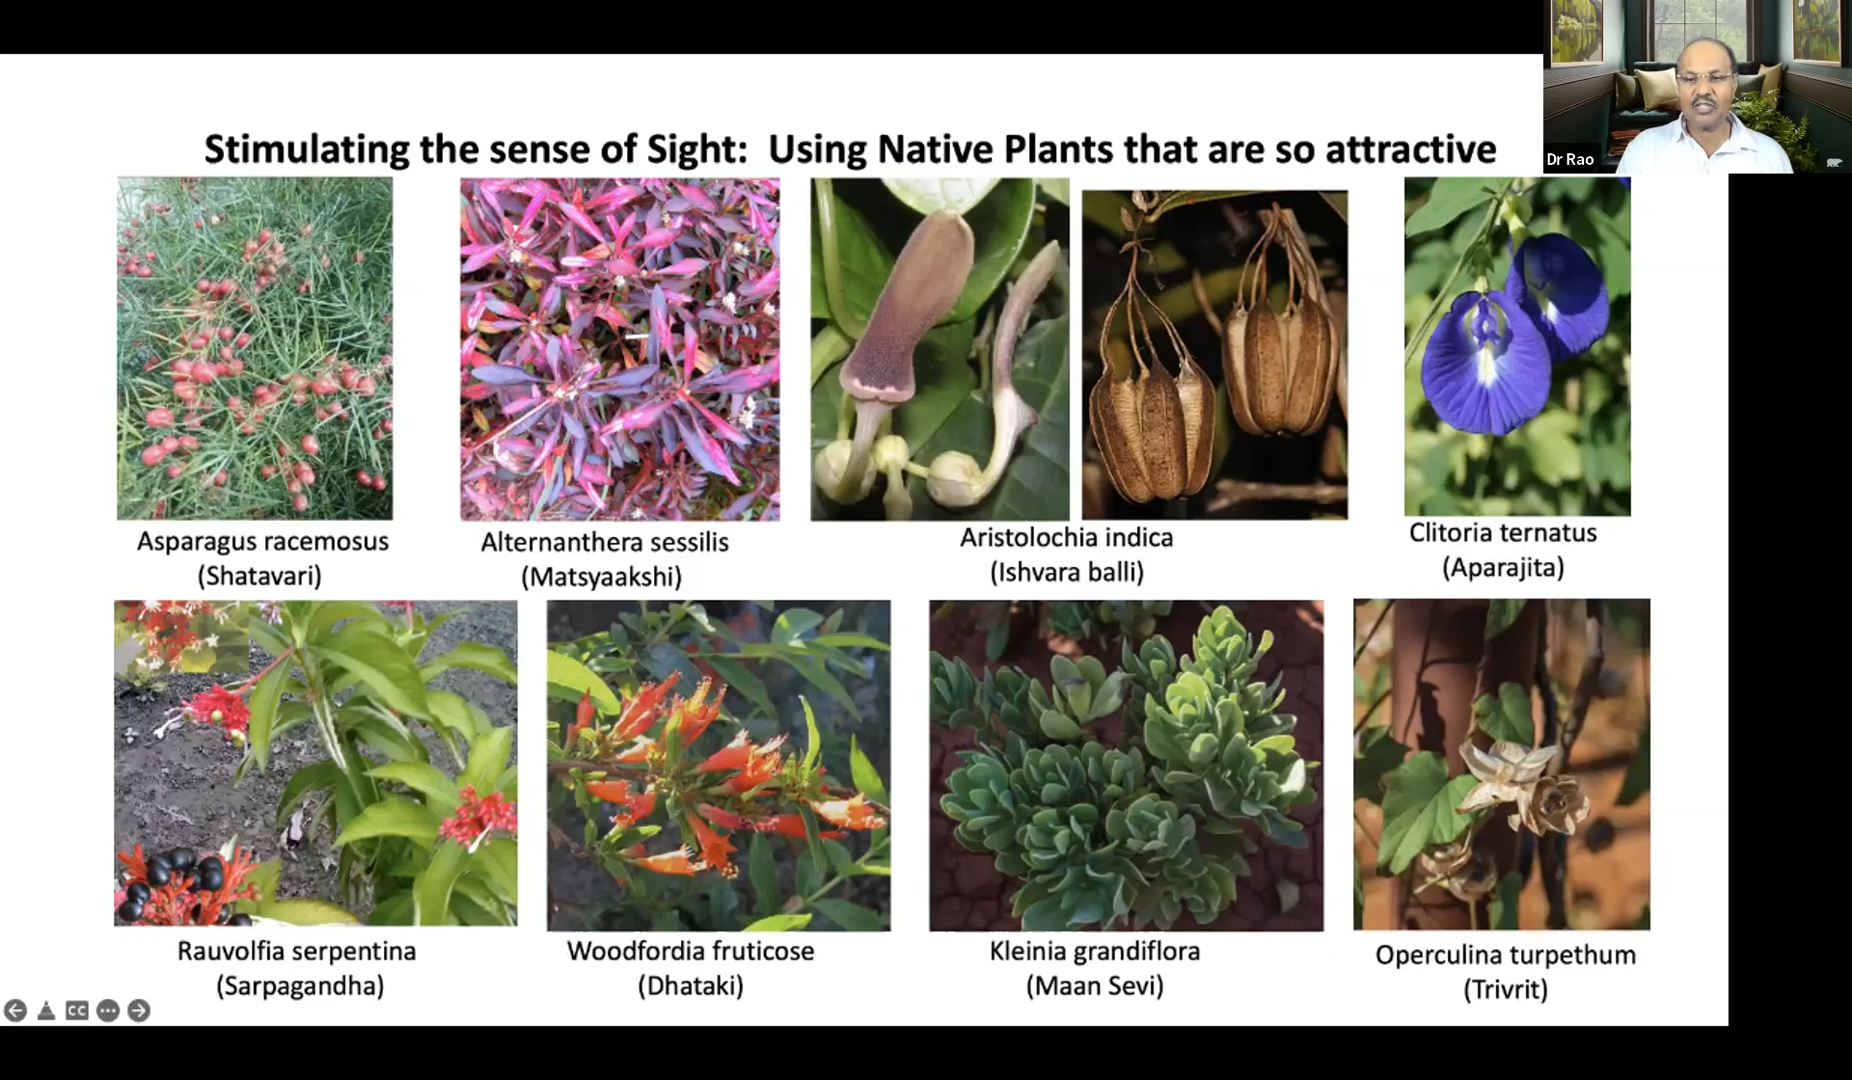 Stimulating the sense of Sight: Using Native Plants that are so attractive
Dr Rao
Asparagus racemosus
(Shatavari)
Alternanthera sessilis
(Matsyaakshi)
Aristolochia indica
(Ishvara balli)
Clitoria ternatus
(Aparajita)
Rauvolfia serpentina
(Sarpagandha)
Woodfordia fruticose
(Dhataki)
Kleinia grandiflora
(Maan Sevi)
Operculina turpethum
(Trivrit)
CC